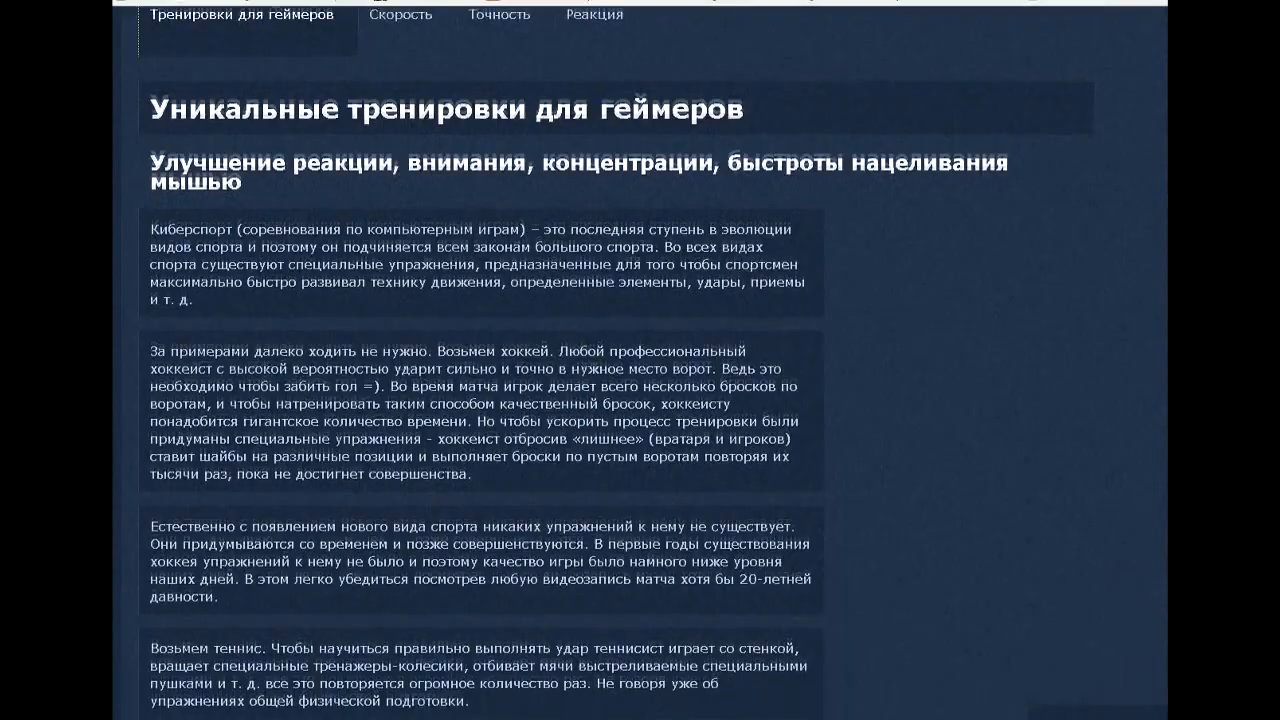 Тренировки для геймеров Скорость Точность Реакция
Уникальные тренировки для геймеров
Улучшение реакции, внимания, концентрации, быстроты нацеливания
мышью
Киберспорт (соревнования по компьютерным играм) – это последняя ступень в эволюции
видов спорта и поэтому он подчиняется всем законам большого спорта. Во всех видах
спорта существуют специальные упражнения, предназначенные для того чтобы спортсмен
максимально быстро развивал технику движения, определенные элементы, удары, приемы
и т. д.
За примерами далеко ходить не нужно. Возьмем хоккей. Любой профессиональный
хоккеист с высокой вероятностью ударит сильно и точно в нужное место ворот. Ведь это
необходимо чтобы забить гол =). Во время матча игрок делает всего несколько бросков по
воротам, и чтобы натренировать таким способом качественный бросок, хоккеисту
понадобится гигантское количество времени. Но чтобы ускорить процесс тренировки были
придуманы специальные упражнения - хоккеист отбросив «лишнее» (вратаря и игроков)
ставит шайбы на различные позиции и выполняет броски по пустым воротам повторяя их
тысячи раз, пока не достигнет совершенства.
Естественно с появлением нового вида спорта никаких упражнений к нему не существует.
Они придумываются со временем и позже совершенствуются. В первые годы существования
хоккея упражнений к нему не было и поэтому качество игры было намного ниже уровня
наших дней. В этом легко убедиться посмотрев любую видеозапись матча хотя бы 20-летней
давности.
Возьмем теннис. Чтобы научиться правильно выполнять удар теннисист играет со стенкой,
вращает специальные тренажеры-колесики, отбивает мячи выстреливаемые специальными
пушками и т. д. все это повторяется огромное количество раз. Не говоря уже об
упражнениях общей физической подготовки.